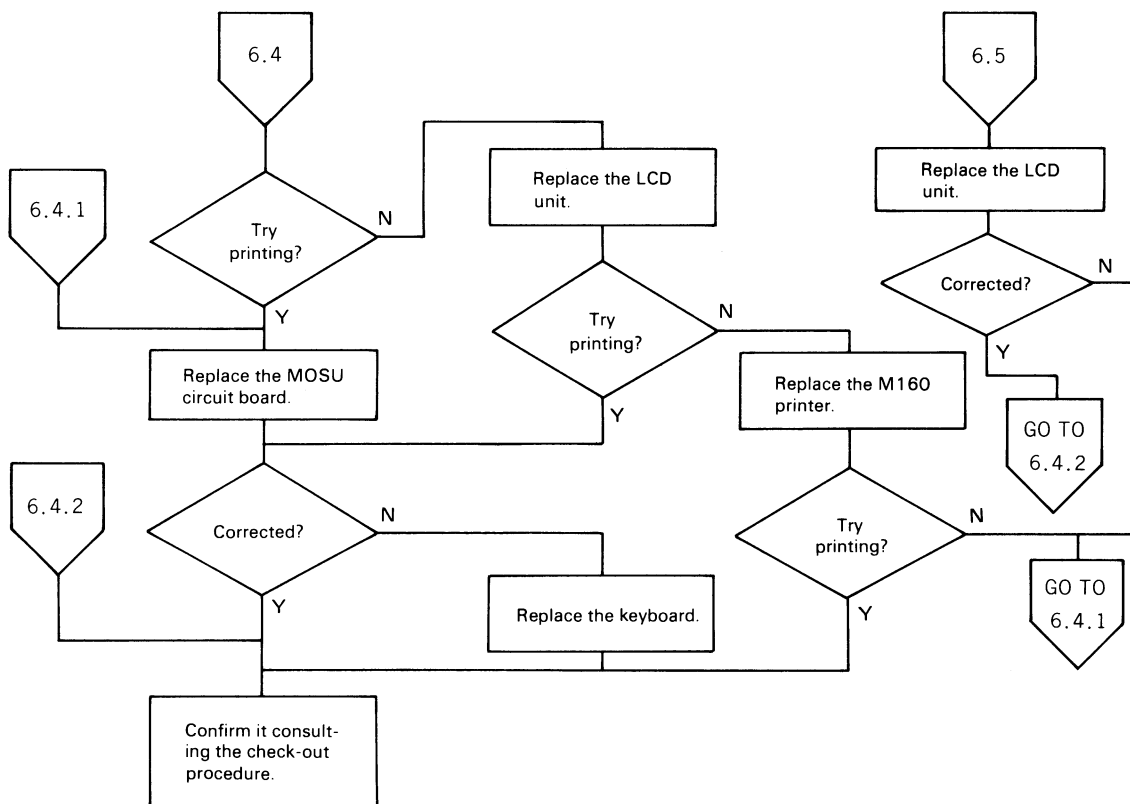 6.4
6.5
6.4.1
Try
printing?
N
Y
Replace the LCD
unit.
Replace the LCD
unit.
Corrected?
N
Y
Try
printing?
N
Y
Replace the MOSU
circuit board.
Replace the M160
printer.
GO TO
6.4.2
6.4.2
Corrected?
N
Y
Try
printing?
N
Y
GO TO
6.4.1
Replace the keyboard.
Confirm it consult-
ing the check-out
procedure.